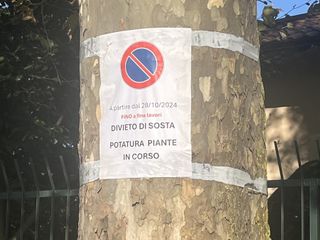 A partire dal 28/10/2024
FINO a fine lavori
DIVIETO DI SOSTA
POTATURA PIANTE
IN CORSO